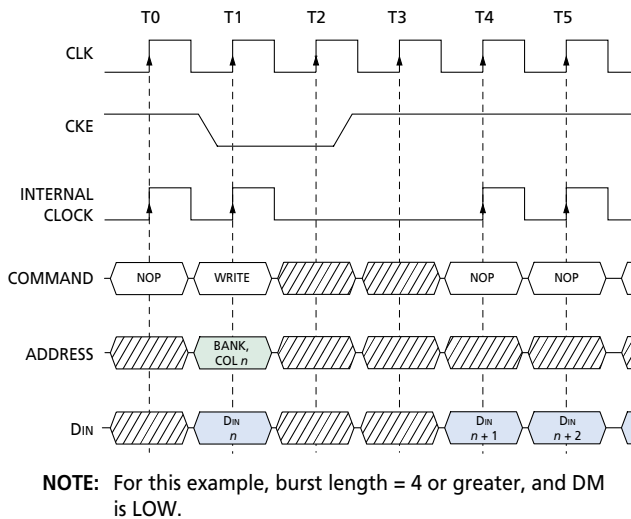 T0 T1 T2 T3 T4 T5
CLK
CKE
INTERNAL
CLOCK
COMMAND NOP WRITE NOP NOP
ADDRESS BANK,
COL n
DIN DIN
n DIN
n + 1 DIN
n + 2
NOTE: For this example, burst length = 4 or greater, and DM
is LOW.